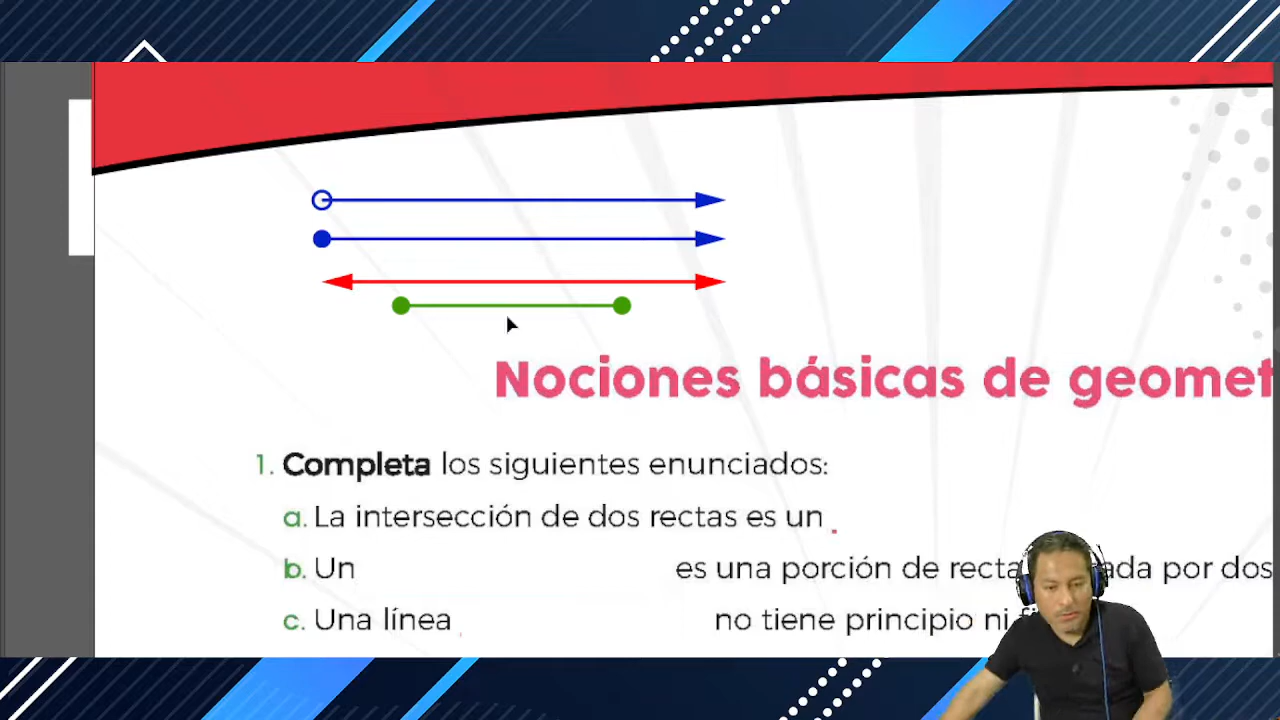 Nociones básicas de geomet
1. Completa los siguientes enunciados:
a. La intersección de dos rectas es un .
b. Un es una porción de recta ada por dos
c. Una línea no tiene principio ni